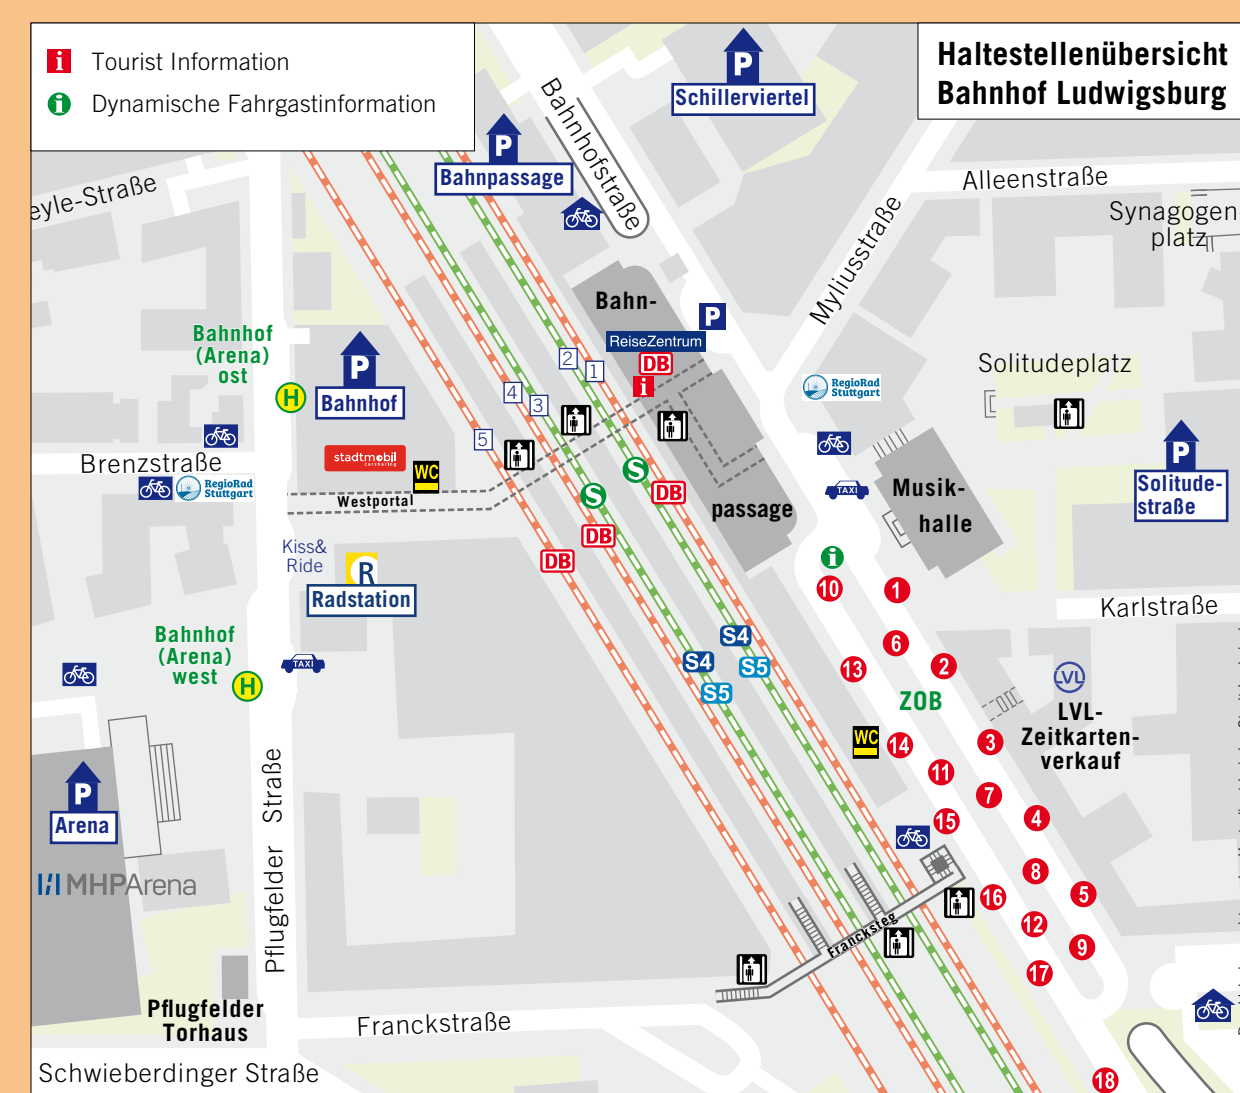 i Tourist Information
i Dynamische Fahrgastinformation
Haltestellenübersicht
Bahnhof Ludwigsburg
P
Schillerviertel
P
Bahnpassage
Bahnhofstraße
Alleenstraße
Synagogen
platz
eyle-Straße
Myliusstraße
Bahn-
P
ReiseZentrum
DB
i
Bahnhof
(Arena)
ost
H
P
Bahnhof
2
1
4
3
5
Solitudeplatz
RegioRad
Stuttgart
P
Solitude-
straße
Brenzstraße
RegioRad
Stuttgart
stadtmobil
carsharing
WC
Westportal
S
DB
S
DB
DB
passage
TAXI
Musik-
halle
Kiss&
Ride
R
Radstation
i
10
1
Karlstraße
Bahnhof
(Arena)
west
H
TAXI
S4
S5
S4
S5
6
13
2
ZOB
LVL
LVL-
Zeitkarten-
verkauf
WC
14
3
11
7
15
4
8
16
5
12
9
17
18
P
Arena
MHPArena
Pflugfelder Straße
Francksteg
Pflugfelder
Torhaus
Franckstraße
Schwieberdinger Straße